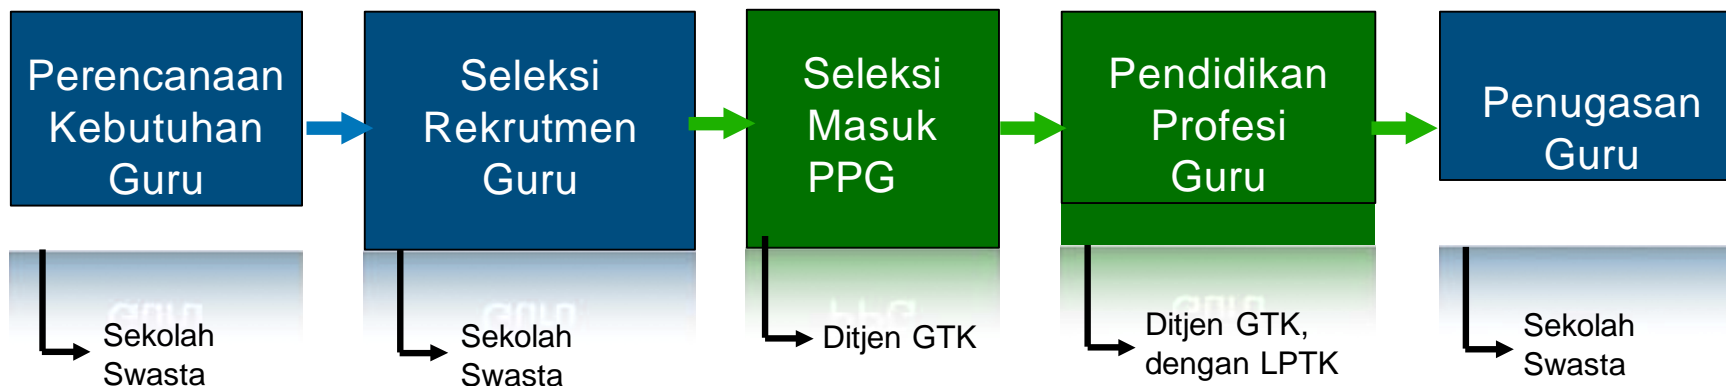 Perencanaan
Kebutuhan
Guru
Seleksi
Rekrutmen
Guru
Seleksi
Masuk
PPG
Pendidikan
Profesi
Guru
Penugasan
Guru
Sekolah
Swasta
Sekolah
Swasta
Ditjen GTK
Ditjen GTK,
dengan LPTK
Sekolah
Swasta